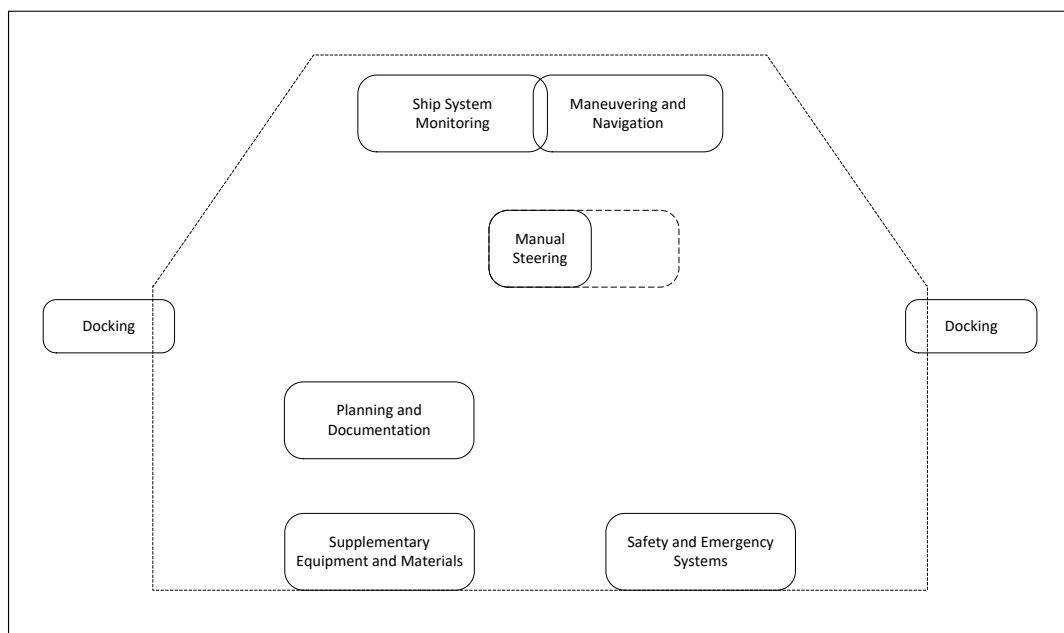 Ship System
Monitoring
Maneuvering and
Navigation
Manual
Steering
Docking
Docking
Planning and
Documentation
Supplementary
Equipment and Materials
Safety and Emergency
Systems